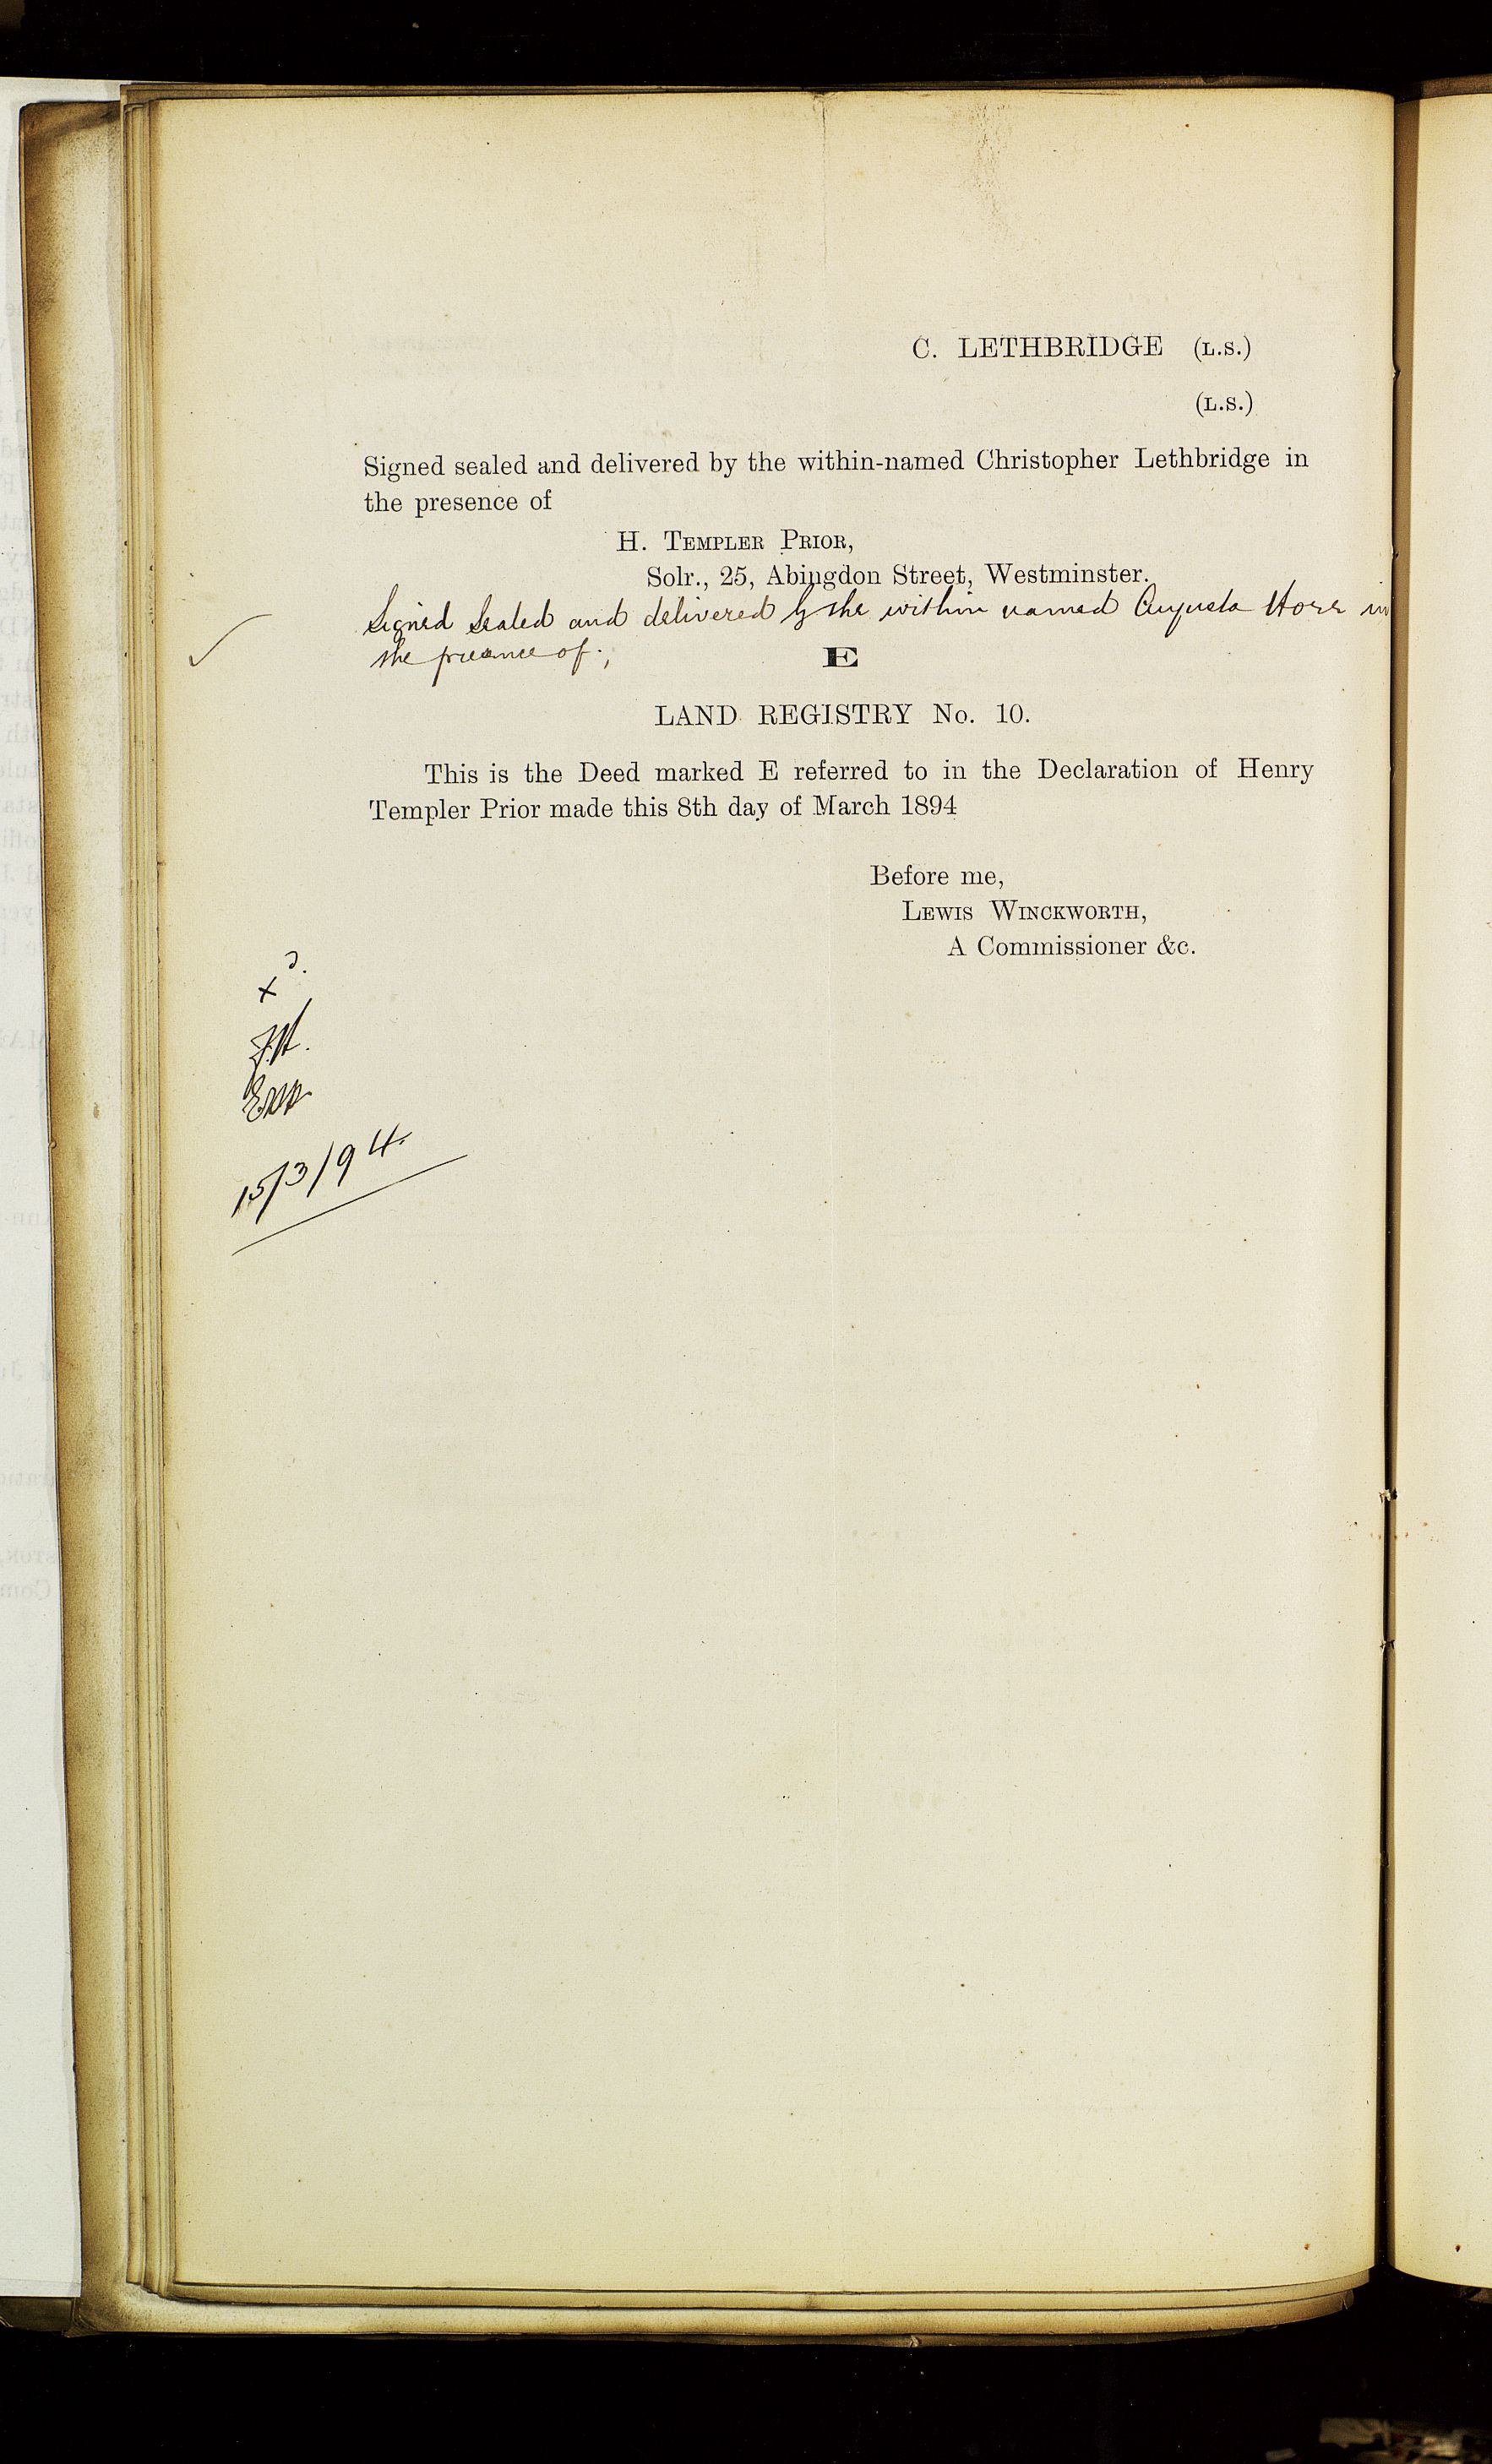 C. LETHBRIDGE (L.S.)
(L.S.)
Signed sealed and delivered by the within-named Christopher Lethbridge in
the presence of
H. TEMPLER PRIOR,
Solr., 25, Abingdon Street, Westminster.
Signed Sealed and delivered by the within named Augusta in
the presence of;
E
LAND REGISTRY No. 10.
This is the Deed marked E referred to in the Declaration of Henry
Templer Prior made this 8th day of March 1894
Before me,
LEWIS WINCKWORTH,
A Commissioner &c.
15/3/94.